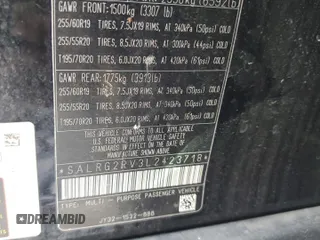 GAWR FRONT: 1500kg (3307 lb)
255/60R19 TIRES, 7.5JX19 RIMS, AT 340kPa (50psi) COLD
255/55R20 TIRES, 8.5JX20 RIMS, AT 300kPa (44psi) COLD
T195/70R20 TIRES, 6.0JX20 RIMS, AT 420kPa (61psi) COLD
GAWR REAR: 1775kg (3913lb)
255/60R19 TIRES, 7.5JX19 RIMS, AT 340kPa (50psi) COLD
255/55R20 TIRES, 8.5JX20 RIMS, AT 340kPa (50psi) COLD
T195/70R20 TIRES, 6.0JX20 RIMS, AT 420kPa (61psi) COLD
THIS VEHICLE CONFORMS TO ALL APPLICABLE
U.S. FEDERAL MOTOR VEHICLE SAFETY
STANDARDS IN EFFECT ON THE DATE OF
MANUFACTURE SHOWN ABOVE
*SALRG2RV3L2423718*
TYPE: MULTI - PURPOSE PASSENGER VEHICLE
AUTOBIDMASTER